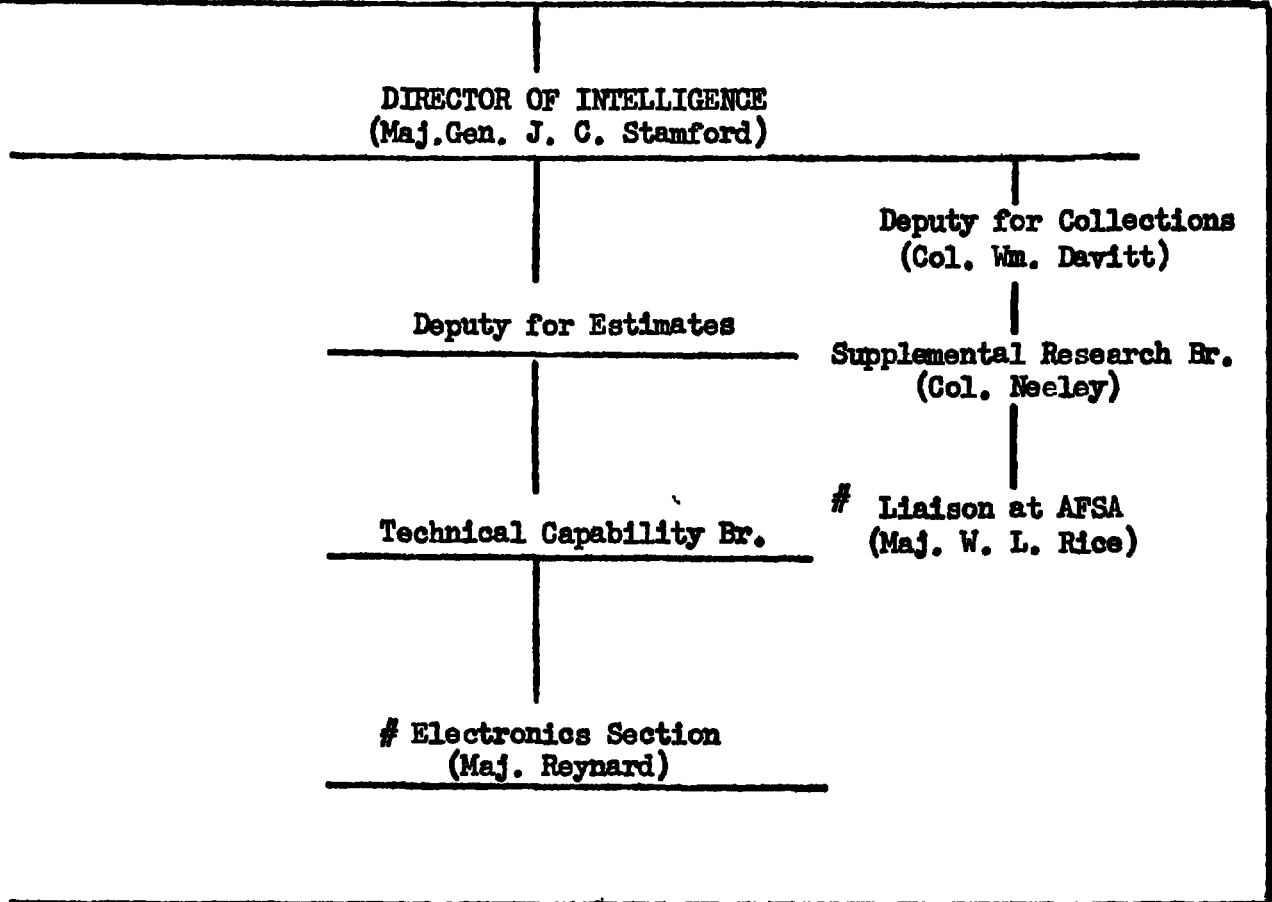 DIRECTOR OF INTELLIGENCE
(Maj.Gen. J. C. Stamford)
Deputy for Collections
(Col. Wm. Davitt)
Deputy for Estimates
Supplemental Research Br.
(Col. Neeley)
Technical Capability Br.
# Liaison at AFSA
(Maj. W. L. Rice)
# Electronics Section
(Maj. Reynard)